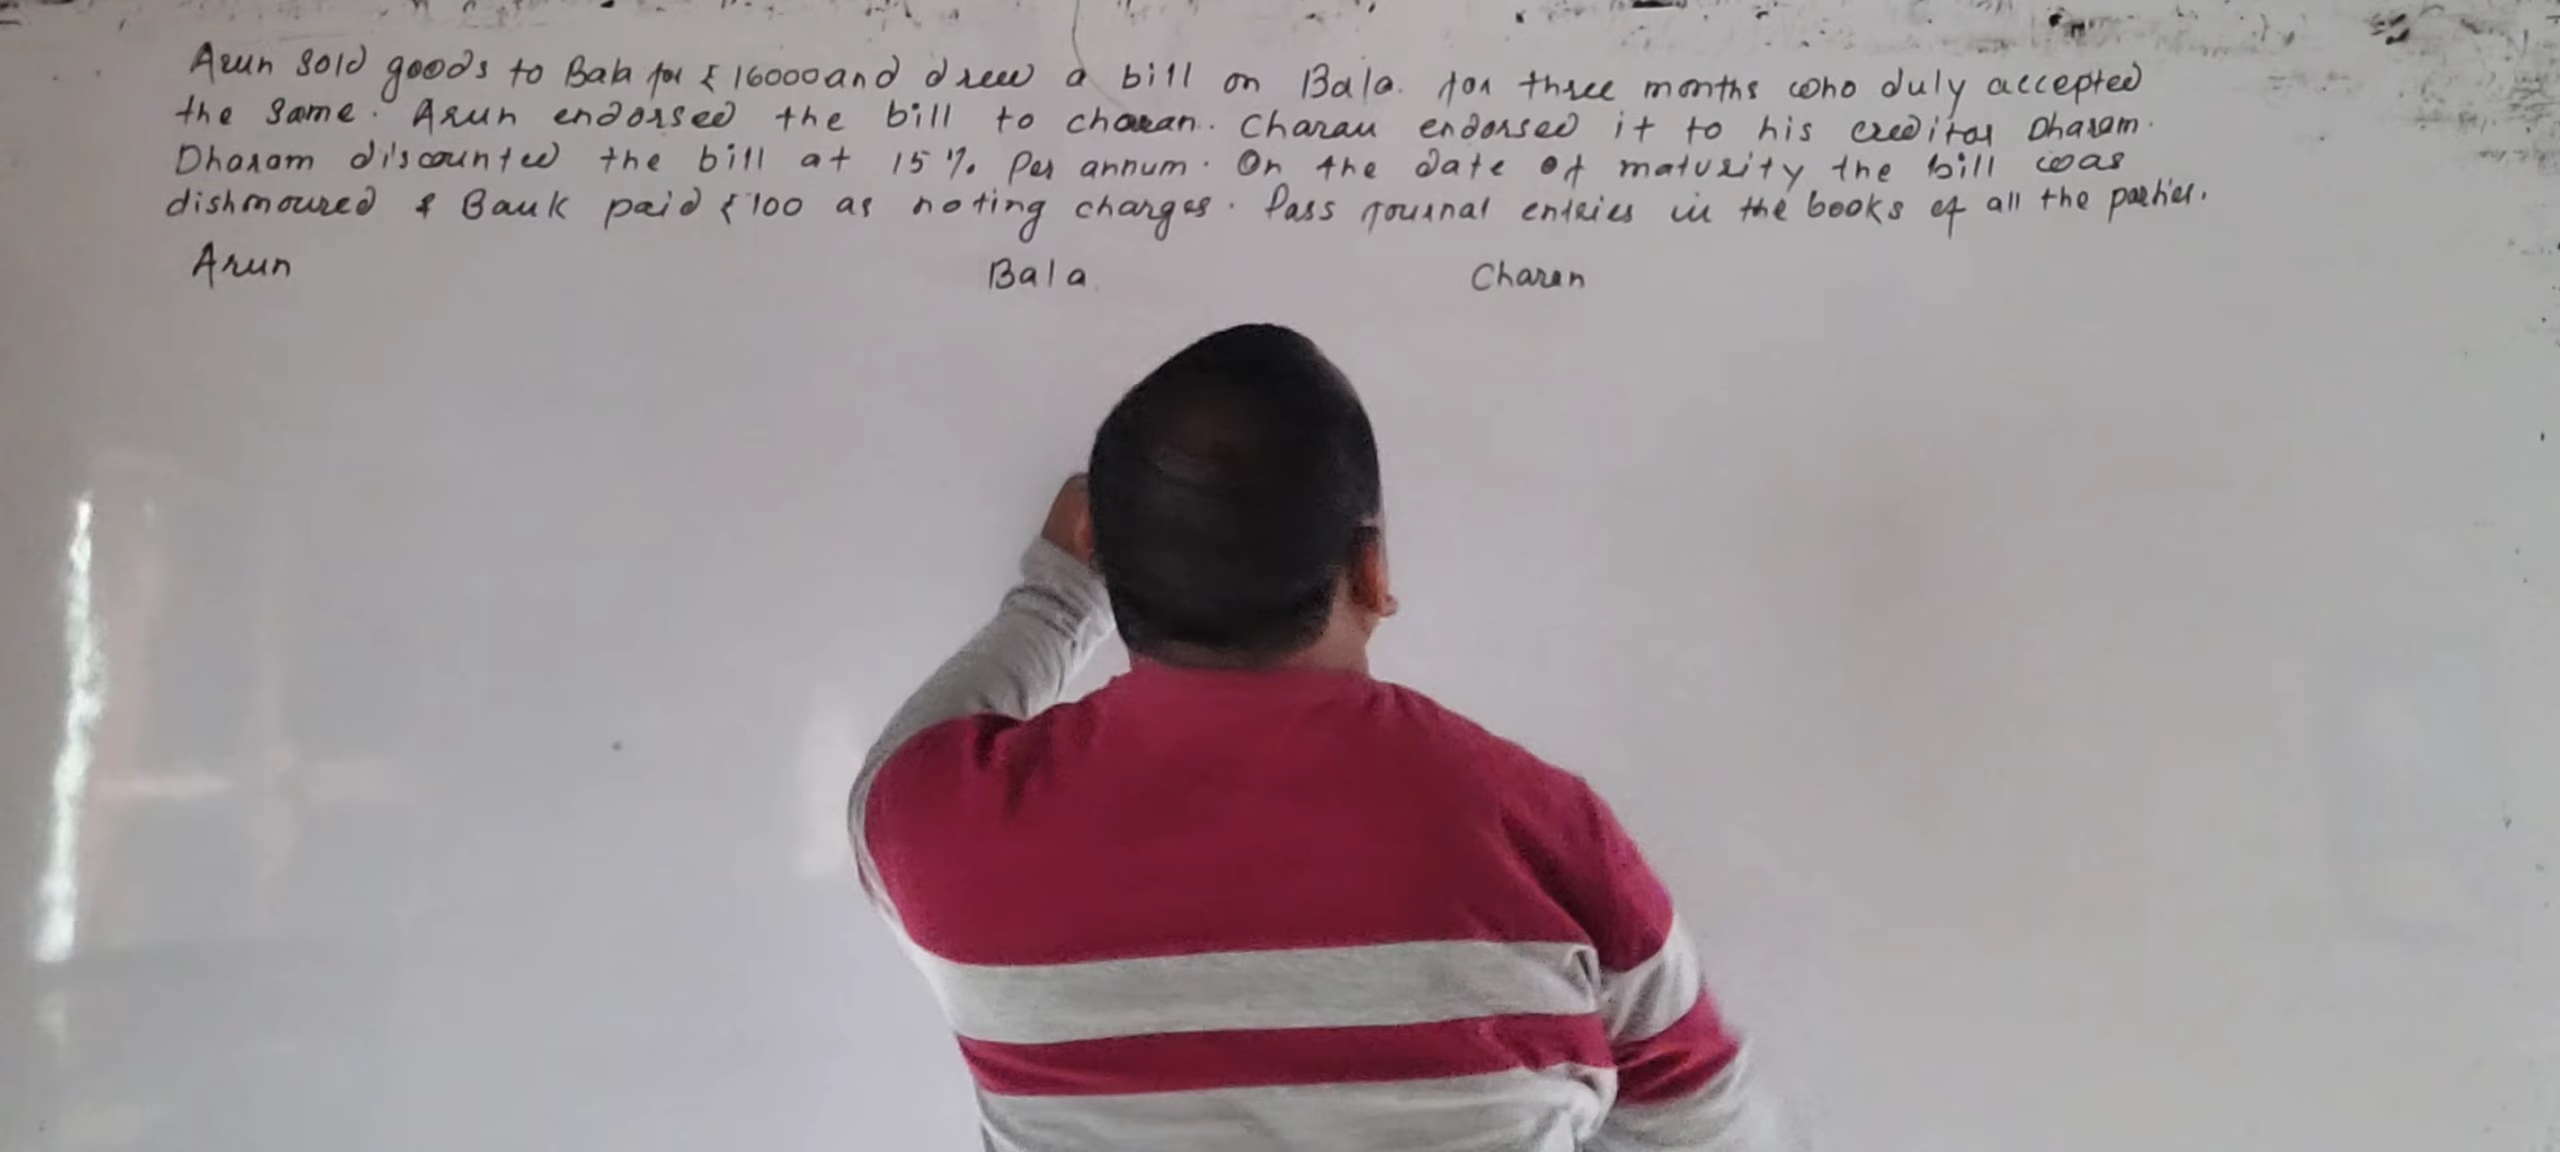 Arun sold goods to Bala for ₹16000 and drew a bill on Bala. for three months who duly accepted
the same. Arun endorsed the bill to charan. Charan endorsed it to his creditor Dharam.
Dharam discounted the bill at 15% Per annum. On the date of maturity the bill was
dishmoured & Bank paid ₹100 as noting charges. Pass journal entries in the books of all the parties.
Arun Bala Charan